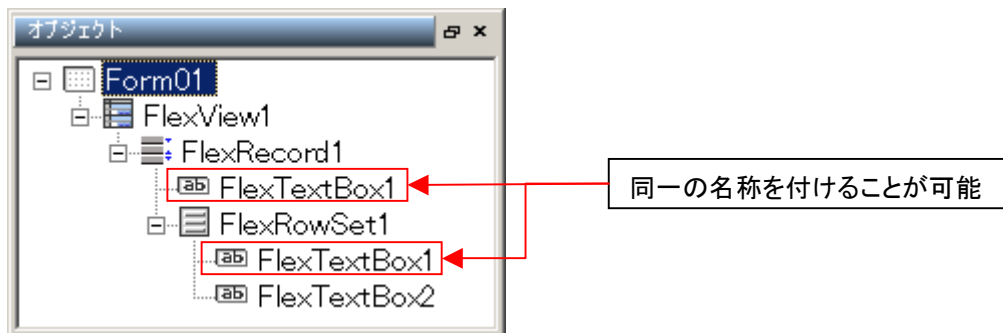 オブジェクト
Form01
FlexView1
FlexRecord1
FlexTextBox1
同一の名称を付けることが可能
FlexRowSet1
FlexTextBox1
FlexTextBox2